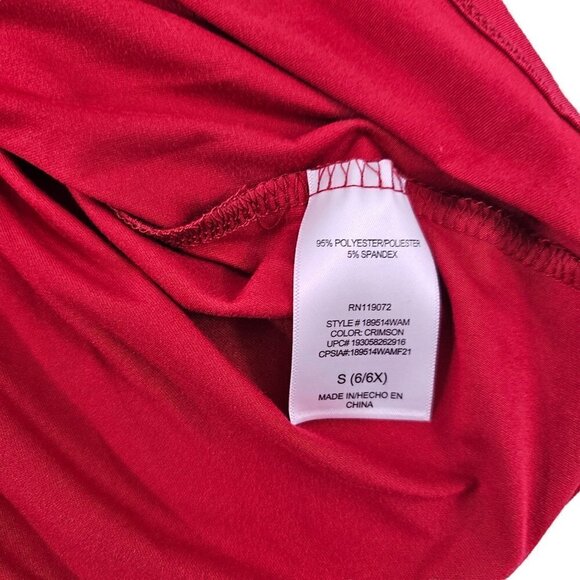 95% POLYESTER/POLIESTER
5% SPANDEX
RN119072
STYLE # 189514WAM
COLOR: CRIMSON
UPC# 193058262916
CPSIA#:189514WAMF21
S (6/6X)
MADE IN/HECHO EN
CHINA